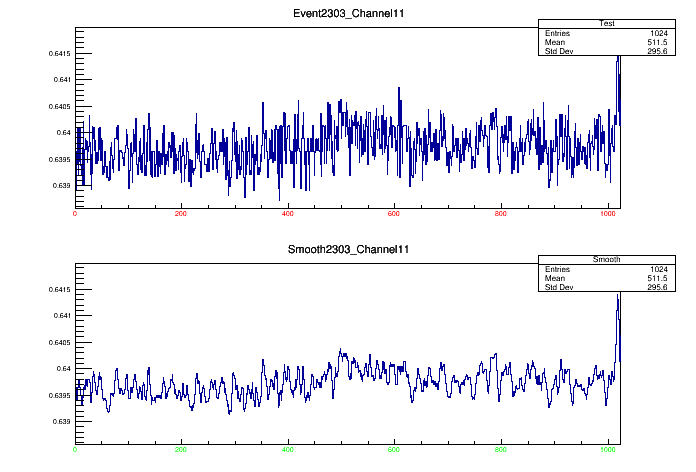 Event2303_Channel11
Test
Entries 1024
Mean 511.5
Std Dev 295.6
0.6415
0.641
0.6405
0.64
0.6395
0.639
0 200 400 600 800 1000
Smooth2303_Channel11
Smooth
Entries 1024
Mean 511.5
Std Dev 295.6
0.6415
0.641
0.6405
0.64
0.6395
0.639
0 200 400 600 800 1000